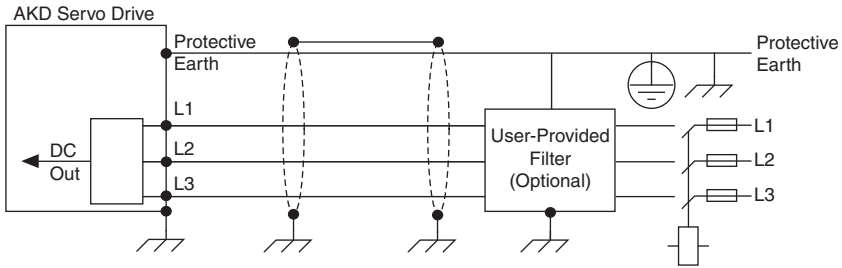 AKD Servo Drive
Protective
Earth
Protective
Earth
L1
L2
L3
DC
Out
User-Provided
Filter
(Optional)
L1
L2
L3